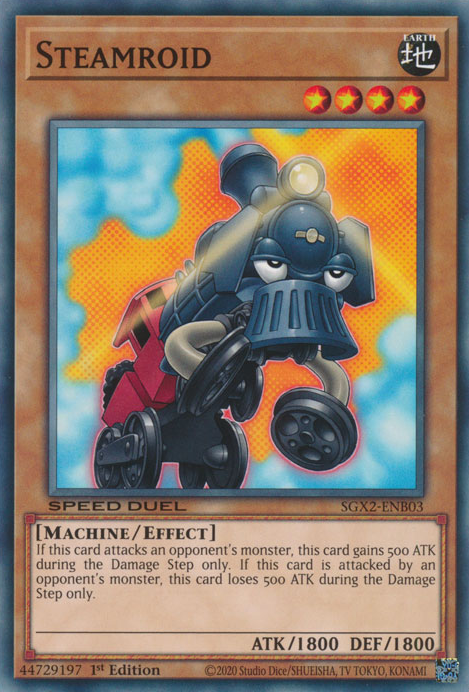 STEAMROID
EARTH
地
SPEED DUEL
SGX2-ENB03
[MACHINE/EFFECT]
If this card attacks an opponent's monster, this card gains 500 ATK
during the Damage Step only. If this card is attacked by an
opponent's monster, this card loses 500 ATK during the Damage
Step only.
ATK/1800 DEF/1800
44729197 1st Edition ©2020 Studio Dice/SHUEISHA, TV TOKYO, KONAMI